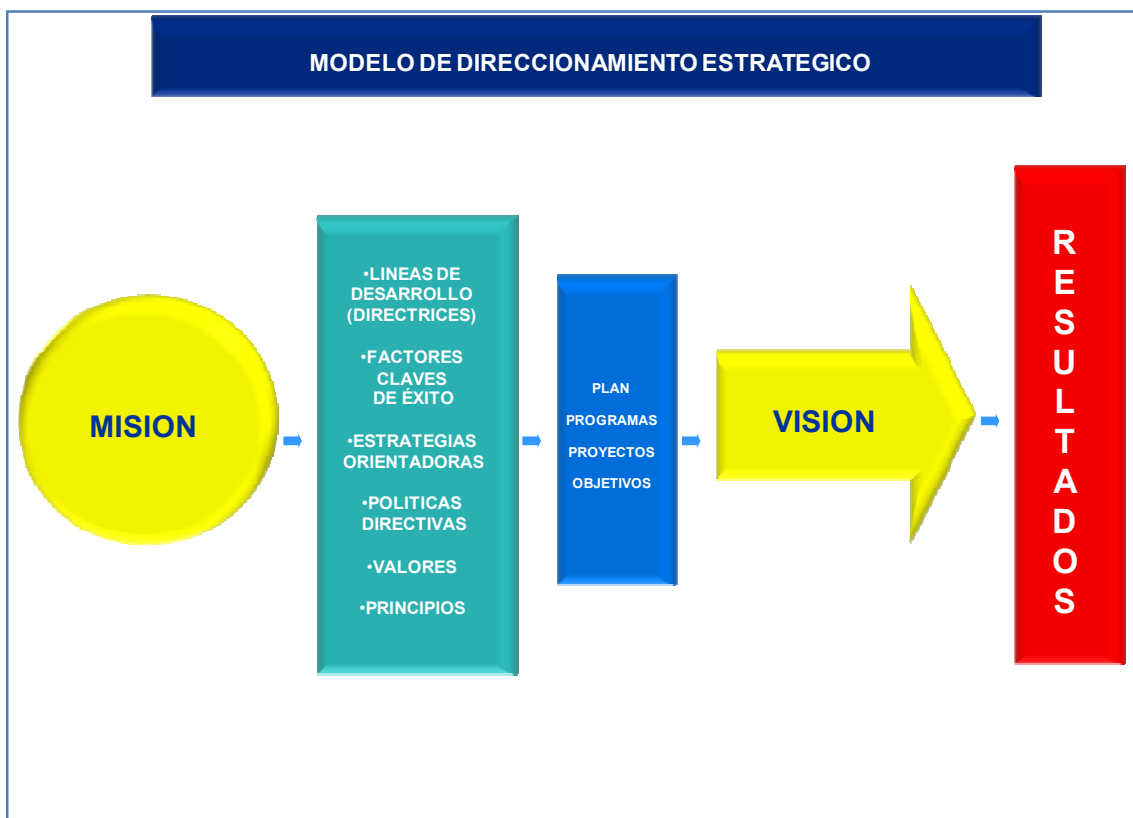 MODELO DE DIRECCIONAMIENTO ESTRATEGICO
MISION
•LINEAS DE
DESARROLLO
(DIRECTRICES)
•FACTORES
CLAVES
DE ÉXITO
•ESTRATEGIAS
ORIENTADORAS
•POLITICAS
DIRECTIVAS
•VALORES
•PRINCIPIOS
PLAN
PROGRAMAS
PROYECTOS
OBJETIVOS
VISION
R
E
S
U
L
T
A
D
O
S